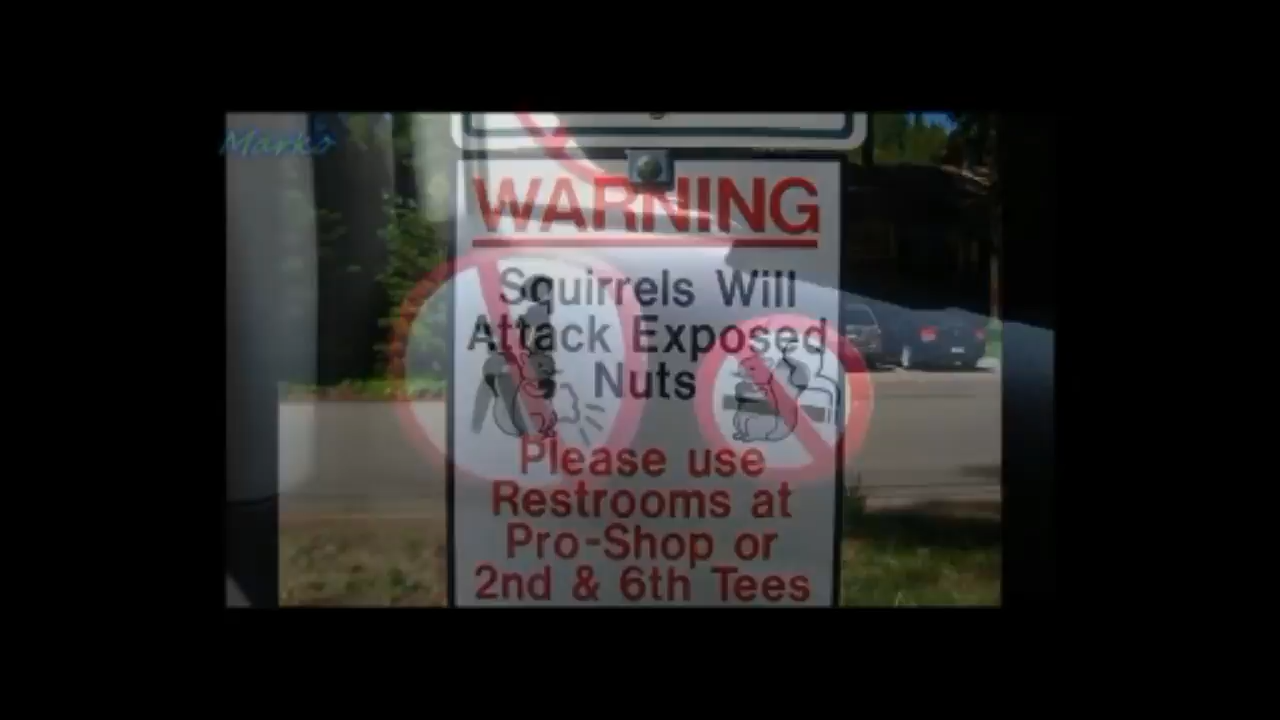 Marko
WARNING
Squirrels Will
Attack Exposed
Nuts
Please use
Restrooms at
Pro-Shop or
2nd & 6th Tees